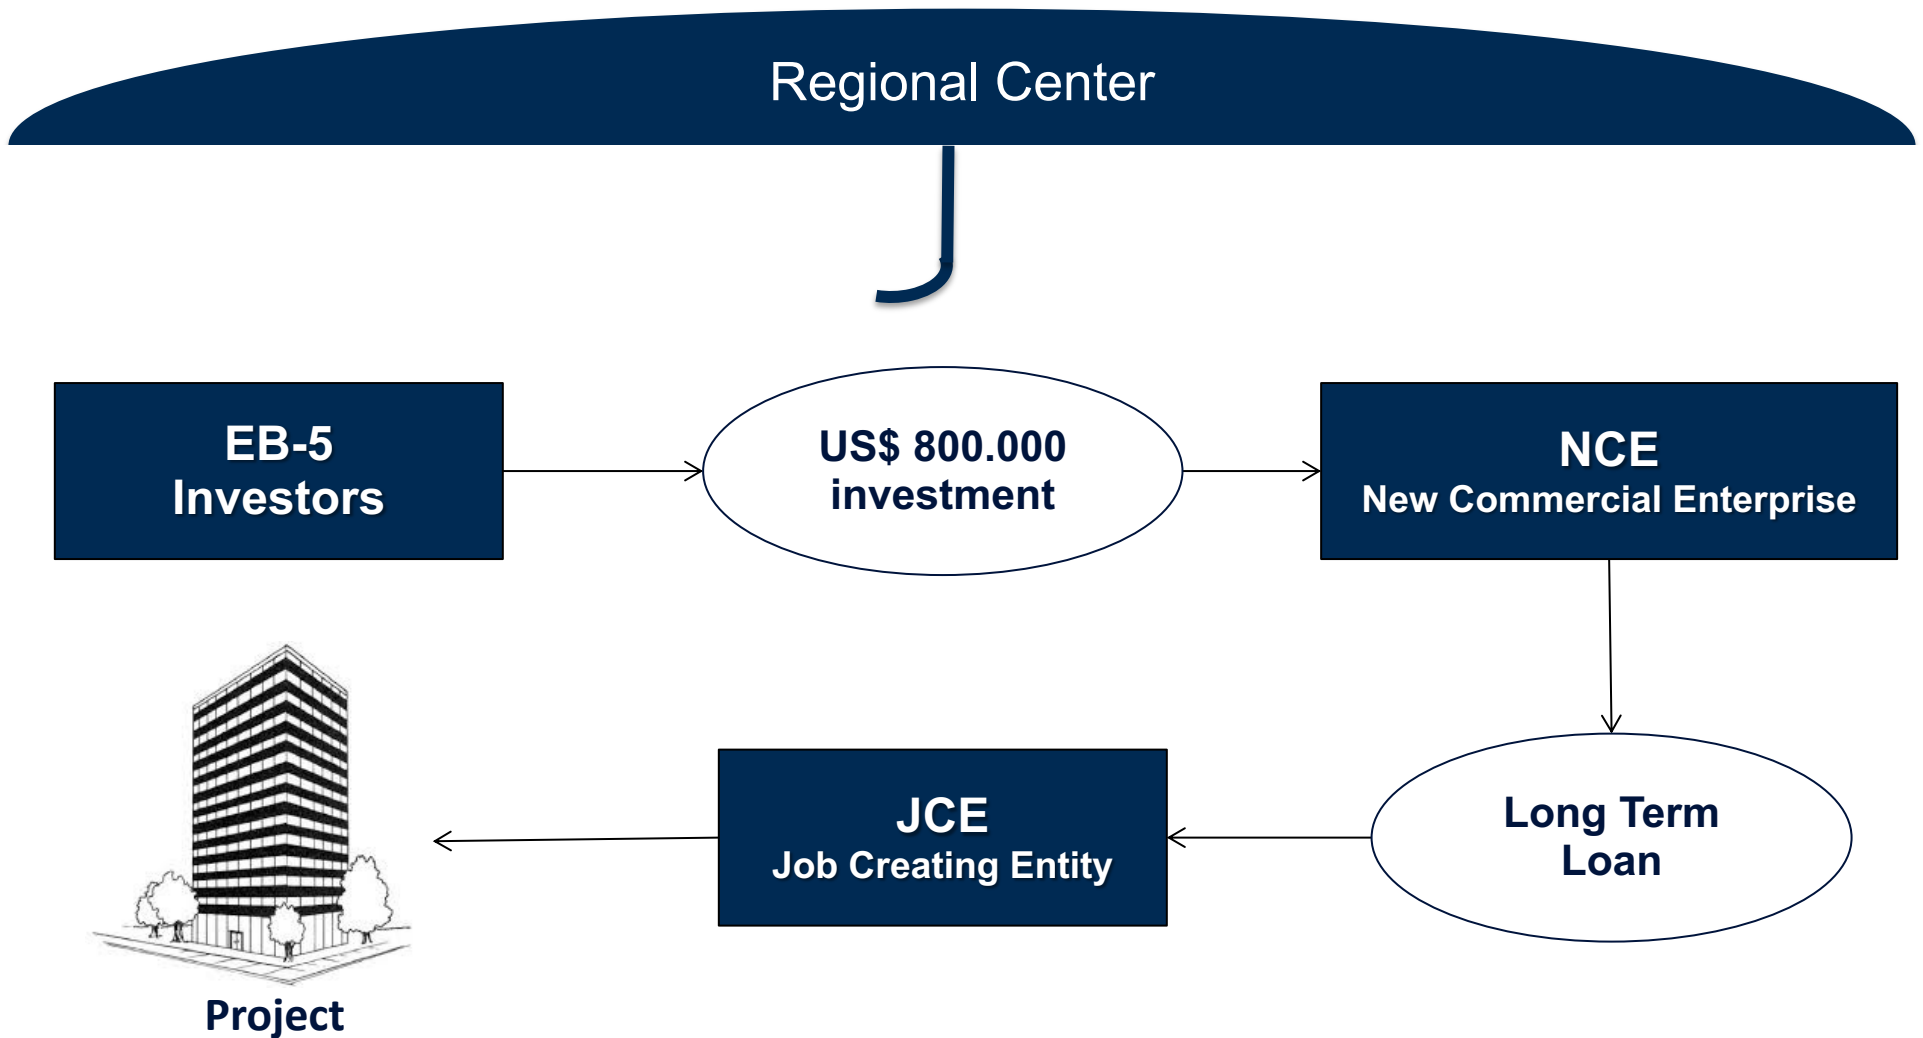 Regional Center
EB-5
Investors
US$ 800.000
investment
NCE
New Commercial Enterprise
Long Term
Loan
JCE
Job Creating Entity
Project